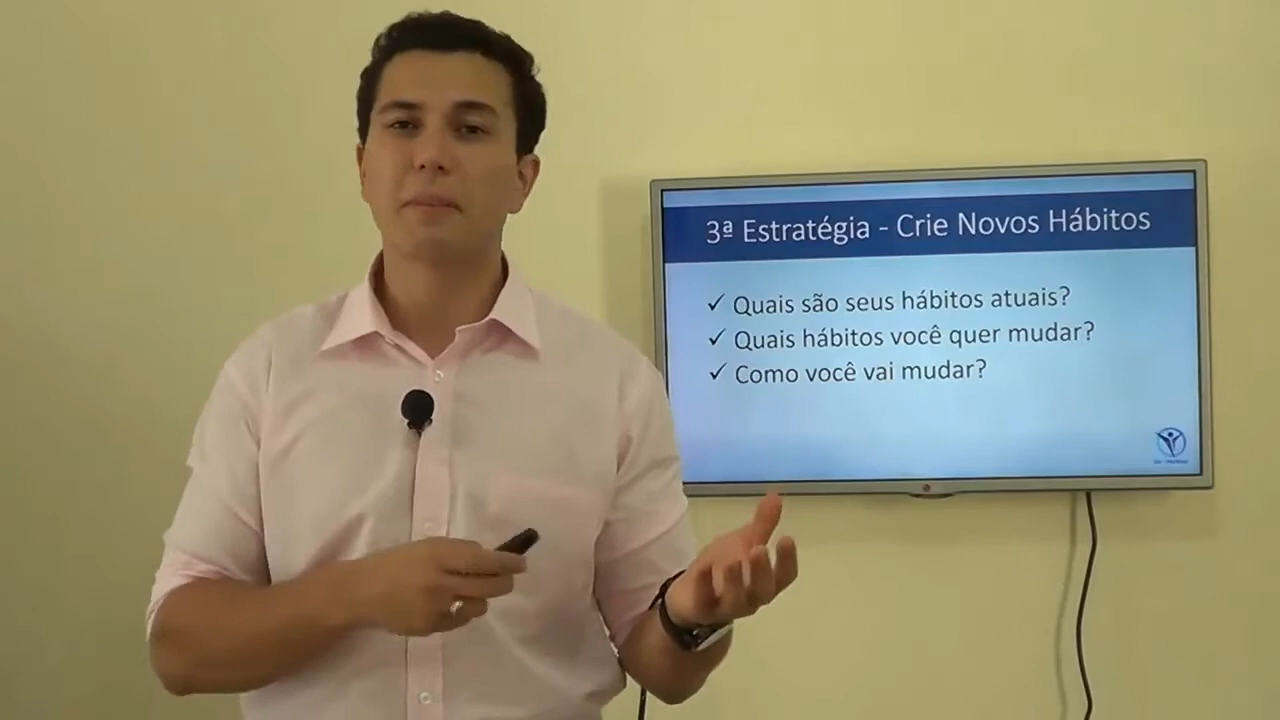 3ª Estratégia - Crie Novos Hábitos
✓ Quais são seus hábitos atuais?
✓ Quais hábitos você quer mudar?
✓ Como você vai mudar?